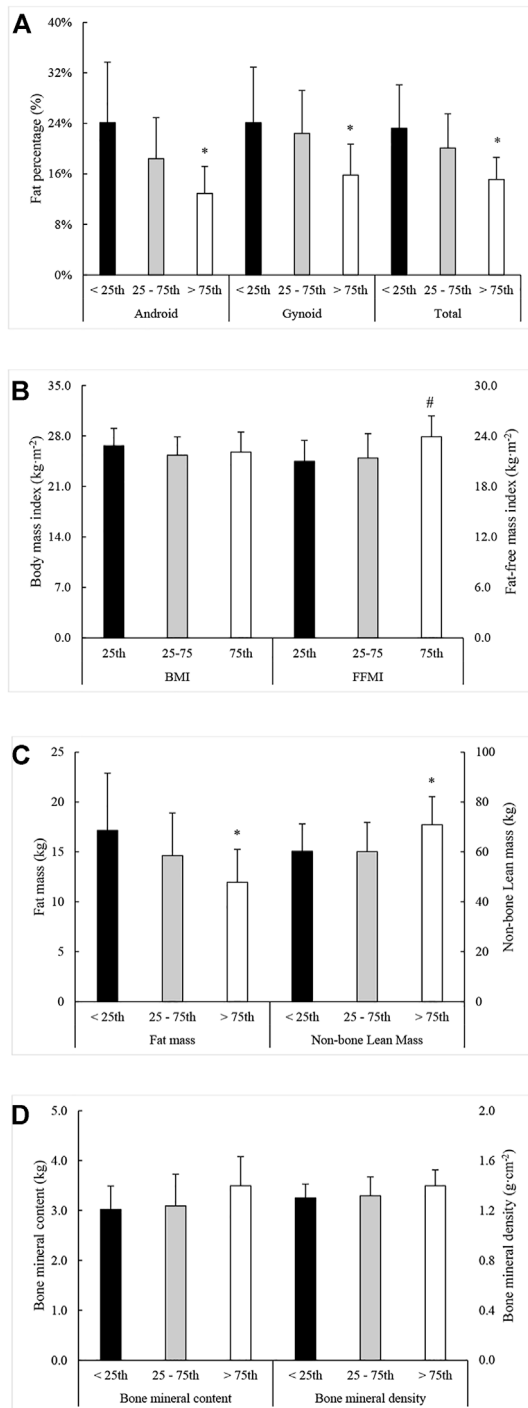 A
40%
32%
24%
16%
8%
0%
Fat percentage (%)
*
*
*
< 25th 25 - 75th > 75th < 25th 25 - 75th > 75th < 25th 25 - 75th > 75th
Android Gynoid Total
B
35.0
28.0
21.0
14.0
7.0
0.0
Body mass index (kg·m⁻²)
#
30.0
24.0
18.0
12.0
6.0
0.0
Fat-free mass index (kg·m⁻²)
25th 25-75 75th 25th 25-75 75th
BMI FFMI
C
25
20
15
10
5
0
Fat mass (kg)
*
*
100
80
60
40
20
0
Non-bone Lean mass (kg)
< 25th 25 - 75th > 75th < 25th 25 - 75th > 75th
Fat mass Non-bone Lean Mass
D
5.0
4.0
3.0
2.0
1.0
0.0
Bone mineral content (kg)
2.0
1.6
1.2
0.8
0.4
0.0
Bone mineral density (g·cm⁻²)
< 25th 25 - 75th > 75th < 25th 25 - 75th > 75th
Bone mineral content Bone mineral density